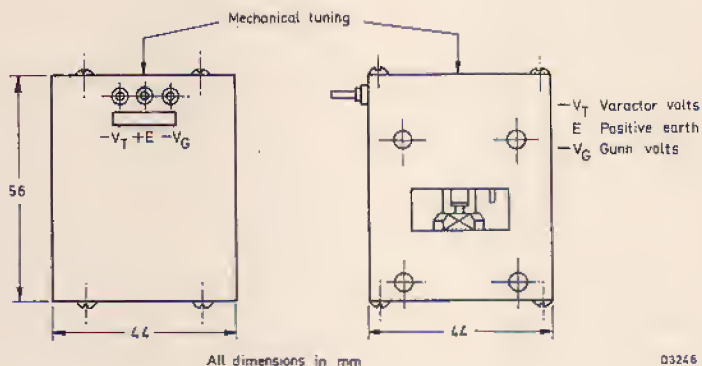 Mechanical tuning
-V_T +E -V_G
56
44
44
-V_T Varactor volts
E Positive earth
-V_G Gunn volts
All dimensions in mm
D3246